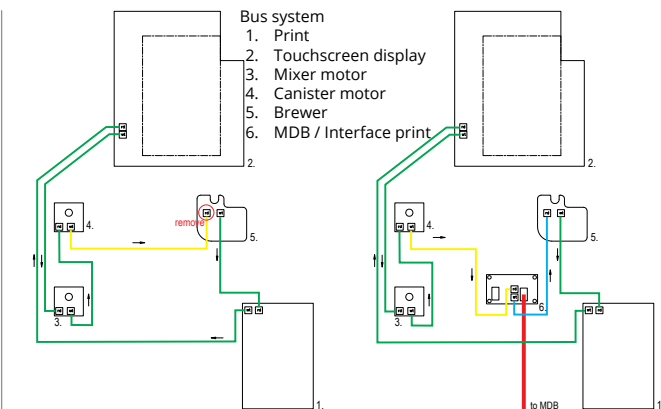 Bus system
1. Print
2. Touchscreen display
3. Mixer motor
4. Canister motor
5. Brewer
6. MDB / Interface print
2.
4.
remove
5.
3.
1.
2.
4.
5.
6.
3.
1
to MDB